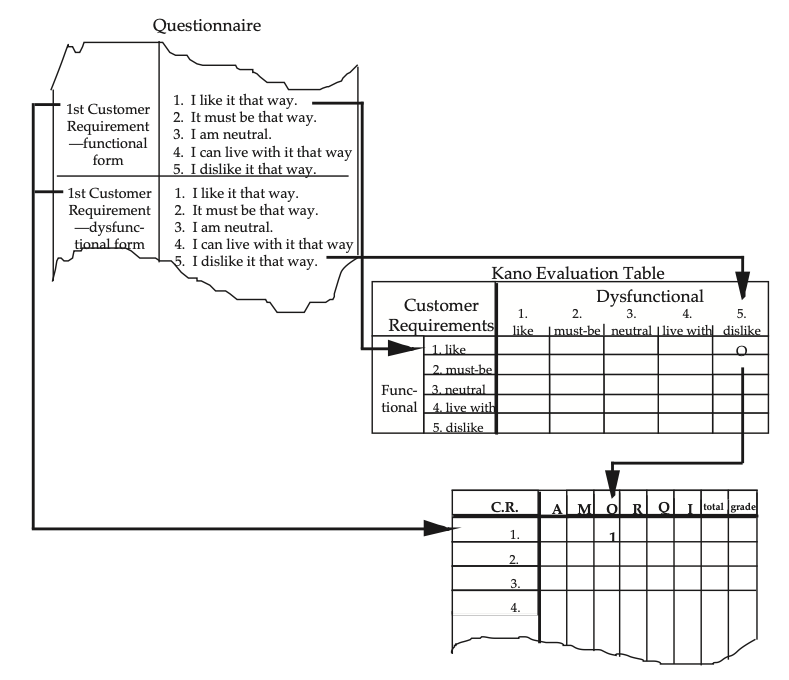 Questionnaire
1st Customer
Requirement
—functional
form
1. I like it that way.
2. It must be that way.
3. I am neutral.
4. I can live with it that way
5. I dislike it that way.
1st Customer
Requirement
—dysfunc-
tional form
1. I like it that way.
2. It must be that way.
3. I am neutral.
4. I can live with it that way
5. I dislike it that way.
Kano Evaluation Table
Customer
Requirements
Dysfunctional
1. 2. 3. 4. 5.
like must-be neutral live with dislike
Func-
tional
1. like O
2. must-be
3. neutral
4. live with
5. dislike
C.R. A M O R Q I total grade
1. 1
2.
3.
4.